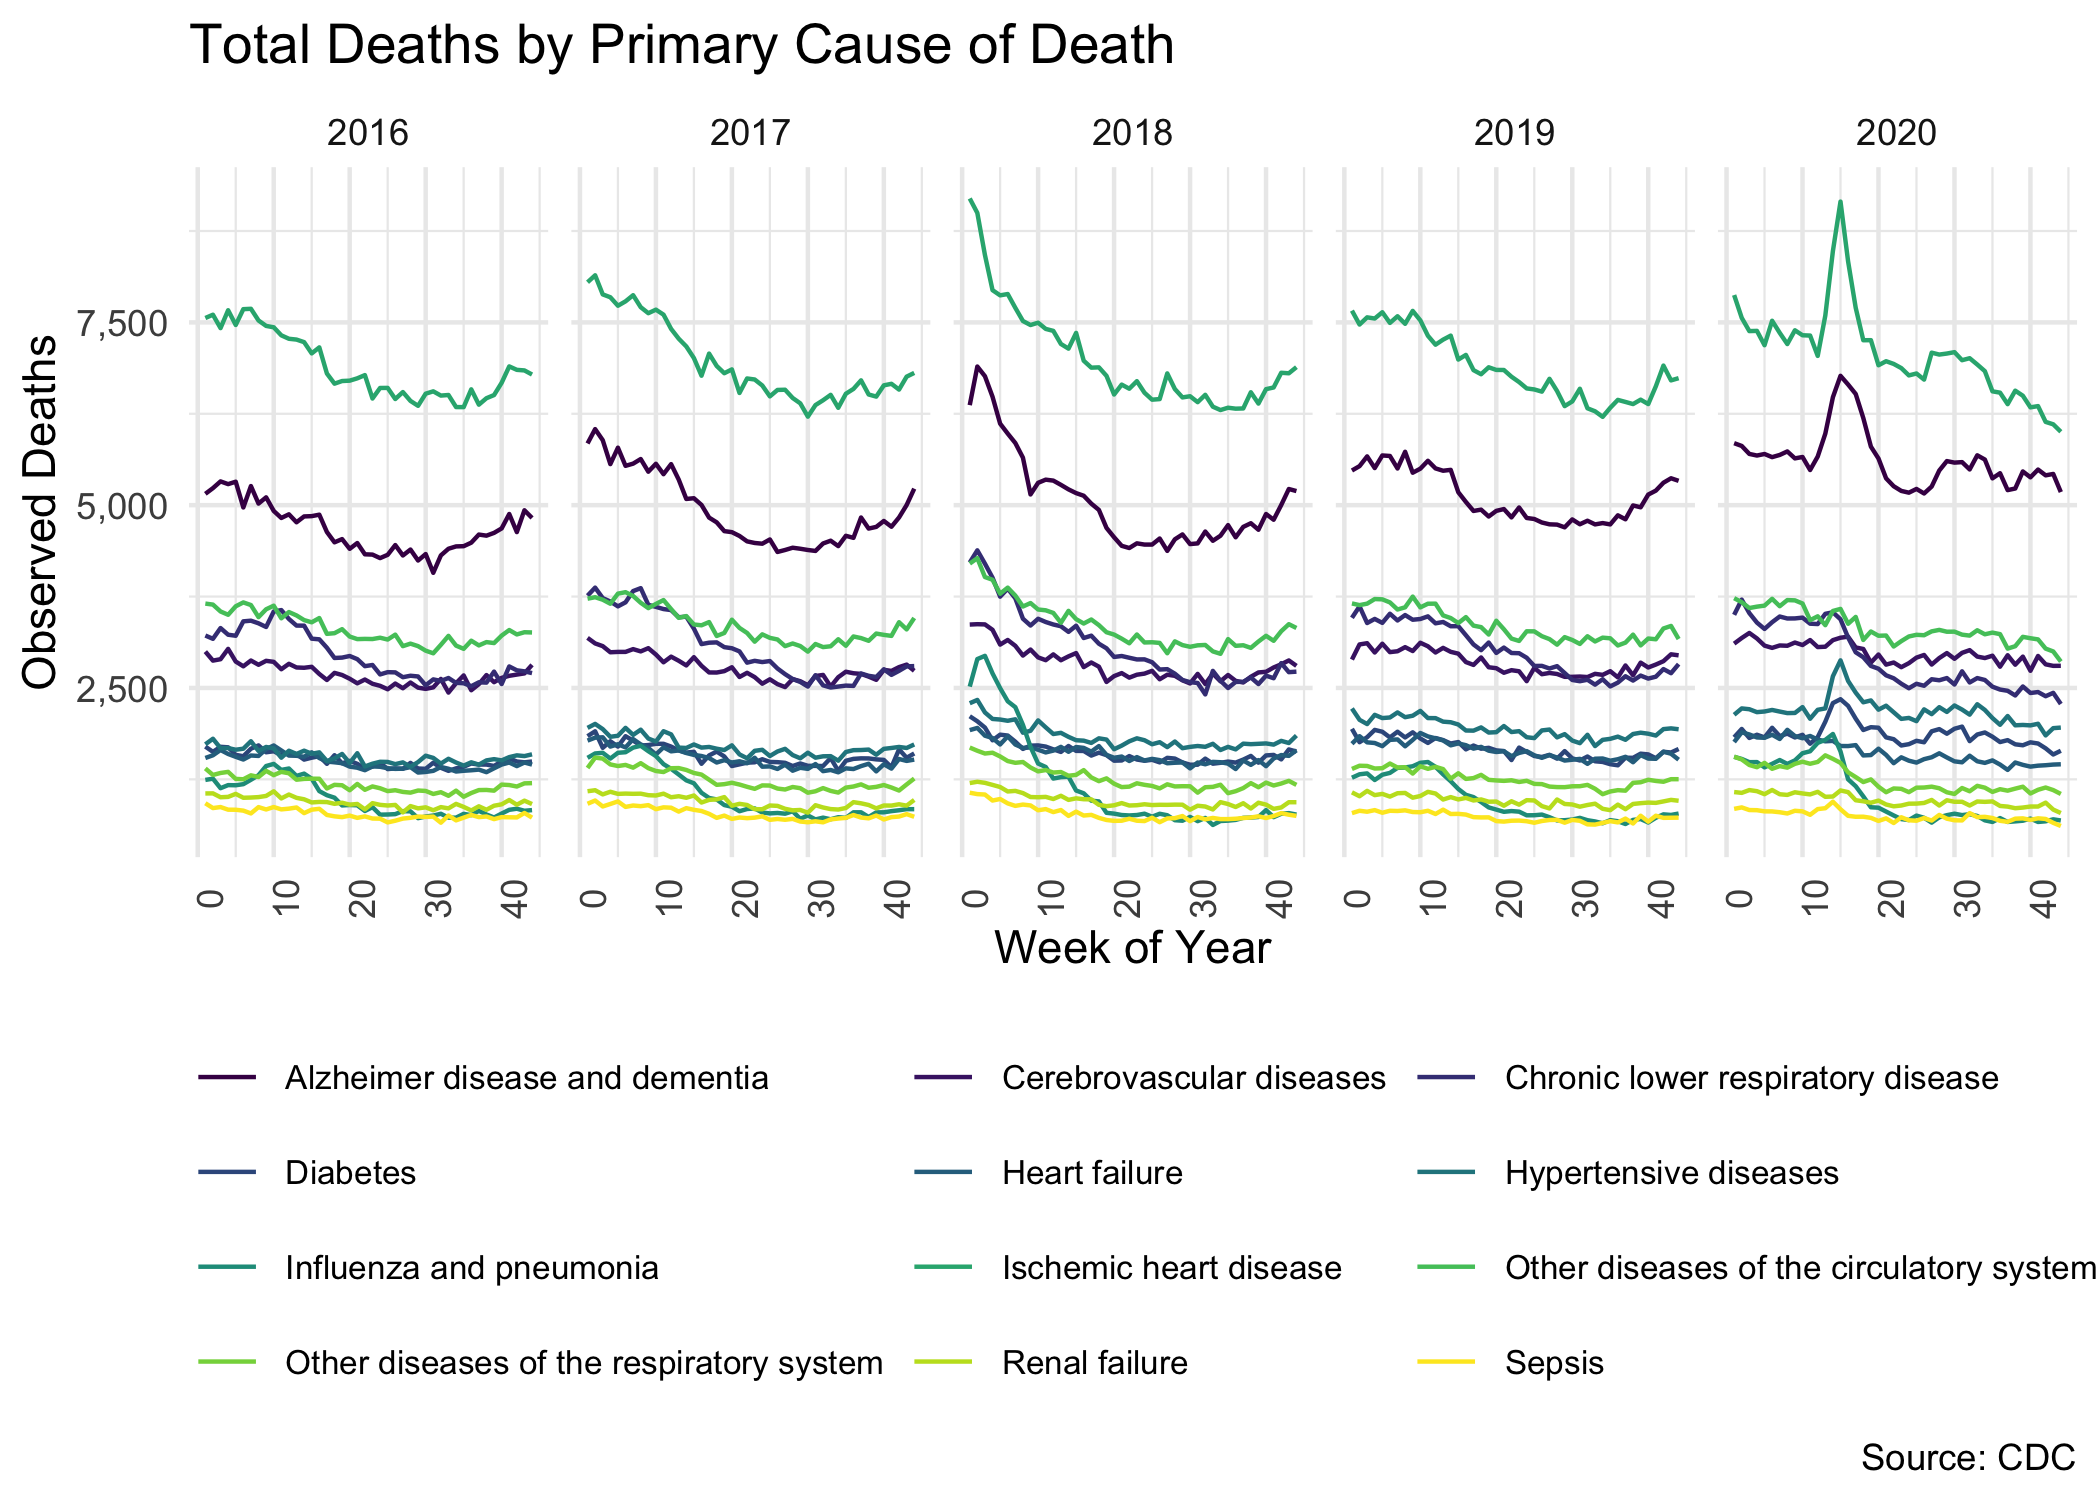 Total Deaths by Primary Cause of Death
2016 2017 2018 2019 2020
7,500
5,000
2,500
Observed Deaths
0 10 20 30 40 0 10 20 30 40 0 10 20 30 40 0 10 20 30 40 0 10 20 30 40
Week of Year
Alzheimer disease and dementia Cerebrovascular diseases Chronic lower respiratory disease
Diabetes Heart failure Hypertensive diseases
Influenza and pneumonia Ischemic heart disease Other diseases of the circulatory system
Other diseases of the respiratory system Renal failure Sepsis
Source: CDC